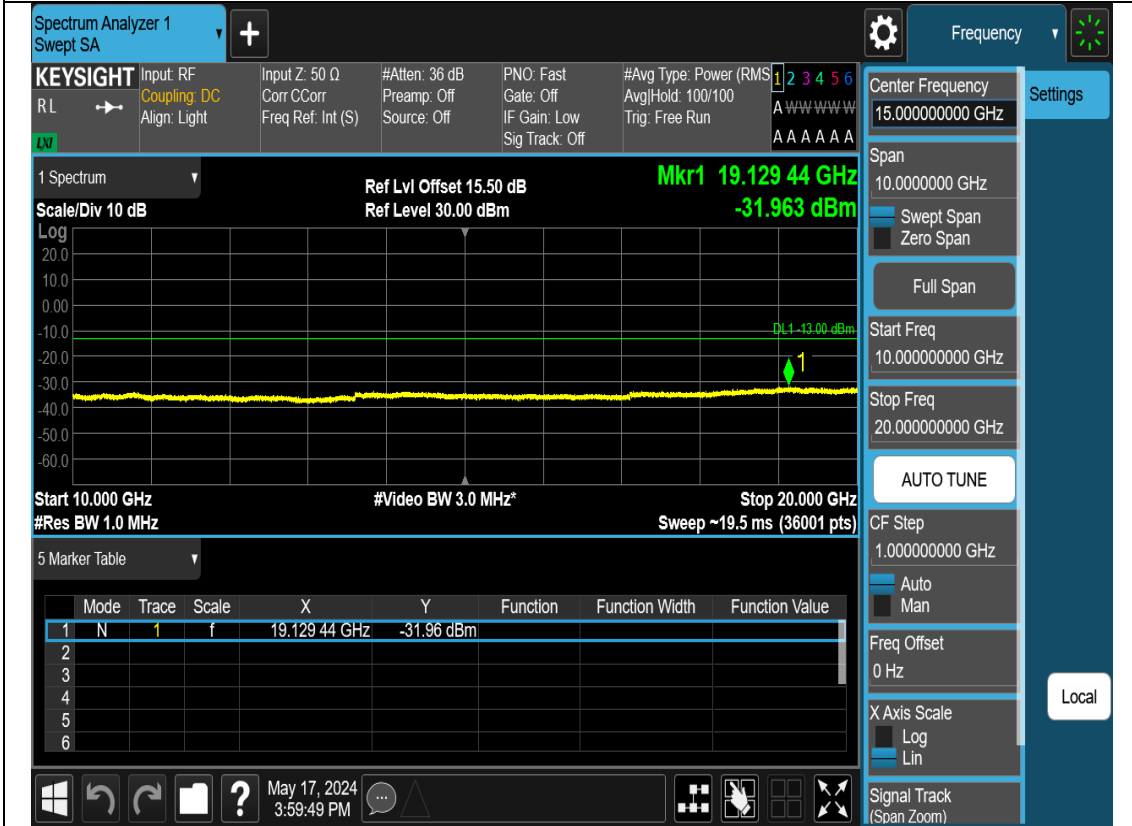 Spectrum Analyzer 1
Swept SA
+
Frequency
KEYSIGHT
RL
LXI
Input: RF
Coupling: DC
Align: Light
Input Z: 50 Ω
Corr CCorr
Freq Ref: Int (S)
#Atten: 36 dB
Preamp: Off
Source: Off
PNO: Fast
Gate: Off
IF Gain: Low
Sig Track: Off
#Avg Type: Power (RMS
Avg|Hold: 100/100
Trig: Free Run
1 2 3 4 5 6
A W W W W W
A A A A A A
1 Spectrum
Scale/Div 10 dB
Ref Lvl Offset 15.50 dB
Ref Level 30.00 dBm
Mkr1 19.129 44 GHz
-31.963 dBm
Log
20.0
10.0
0.00
-10.0
-20.0
-30.0
-40.0
-50.0
-60.0
DL1 -13.00 dBm
1
Start 10.000 GHz
#Res BW 1.0 MHz
#Video BW 3.0 MHz*
Stop 20.000 GHz
Sweep ~19.5 ms (36001 pts)
5 Marker Table
Mode Trace Scale X Y Function Function Width Function Value
1 N 1 f 19.129 44 GHz -31.96 dBm
2
3
4
5
6
?
May 17, 2024
3:59:49 PM
...
Center Frequency
15.000000000 GHz
Settings
Span
10.0000000 GHz
Swept Span
Zero Span
Full Span
Start Freq
10.000000000 GHz
Stop Freq
20.000000000 GHz
AUTO TUNE
CF Step
1.000000000 GHz
Auto
Man
Freq Offset
0 Hz
Local
X Axis Scale
Log
Lin
Signal Track
(Span Zoom)